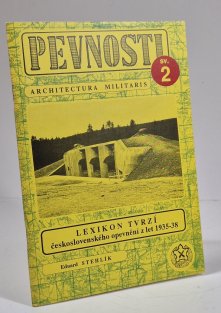 PEVNOSTI
sv.
2
ARCHITECTURA MILITARIS
LEXIKON TVRZÍ
československého opevnění z let 1935-38
Eduard STEHLÍK